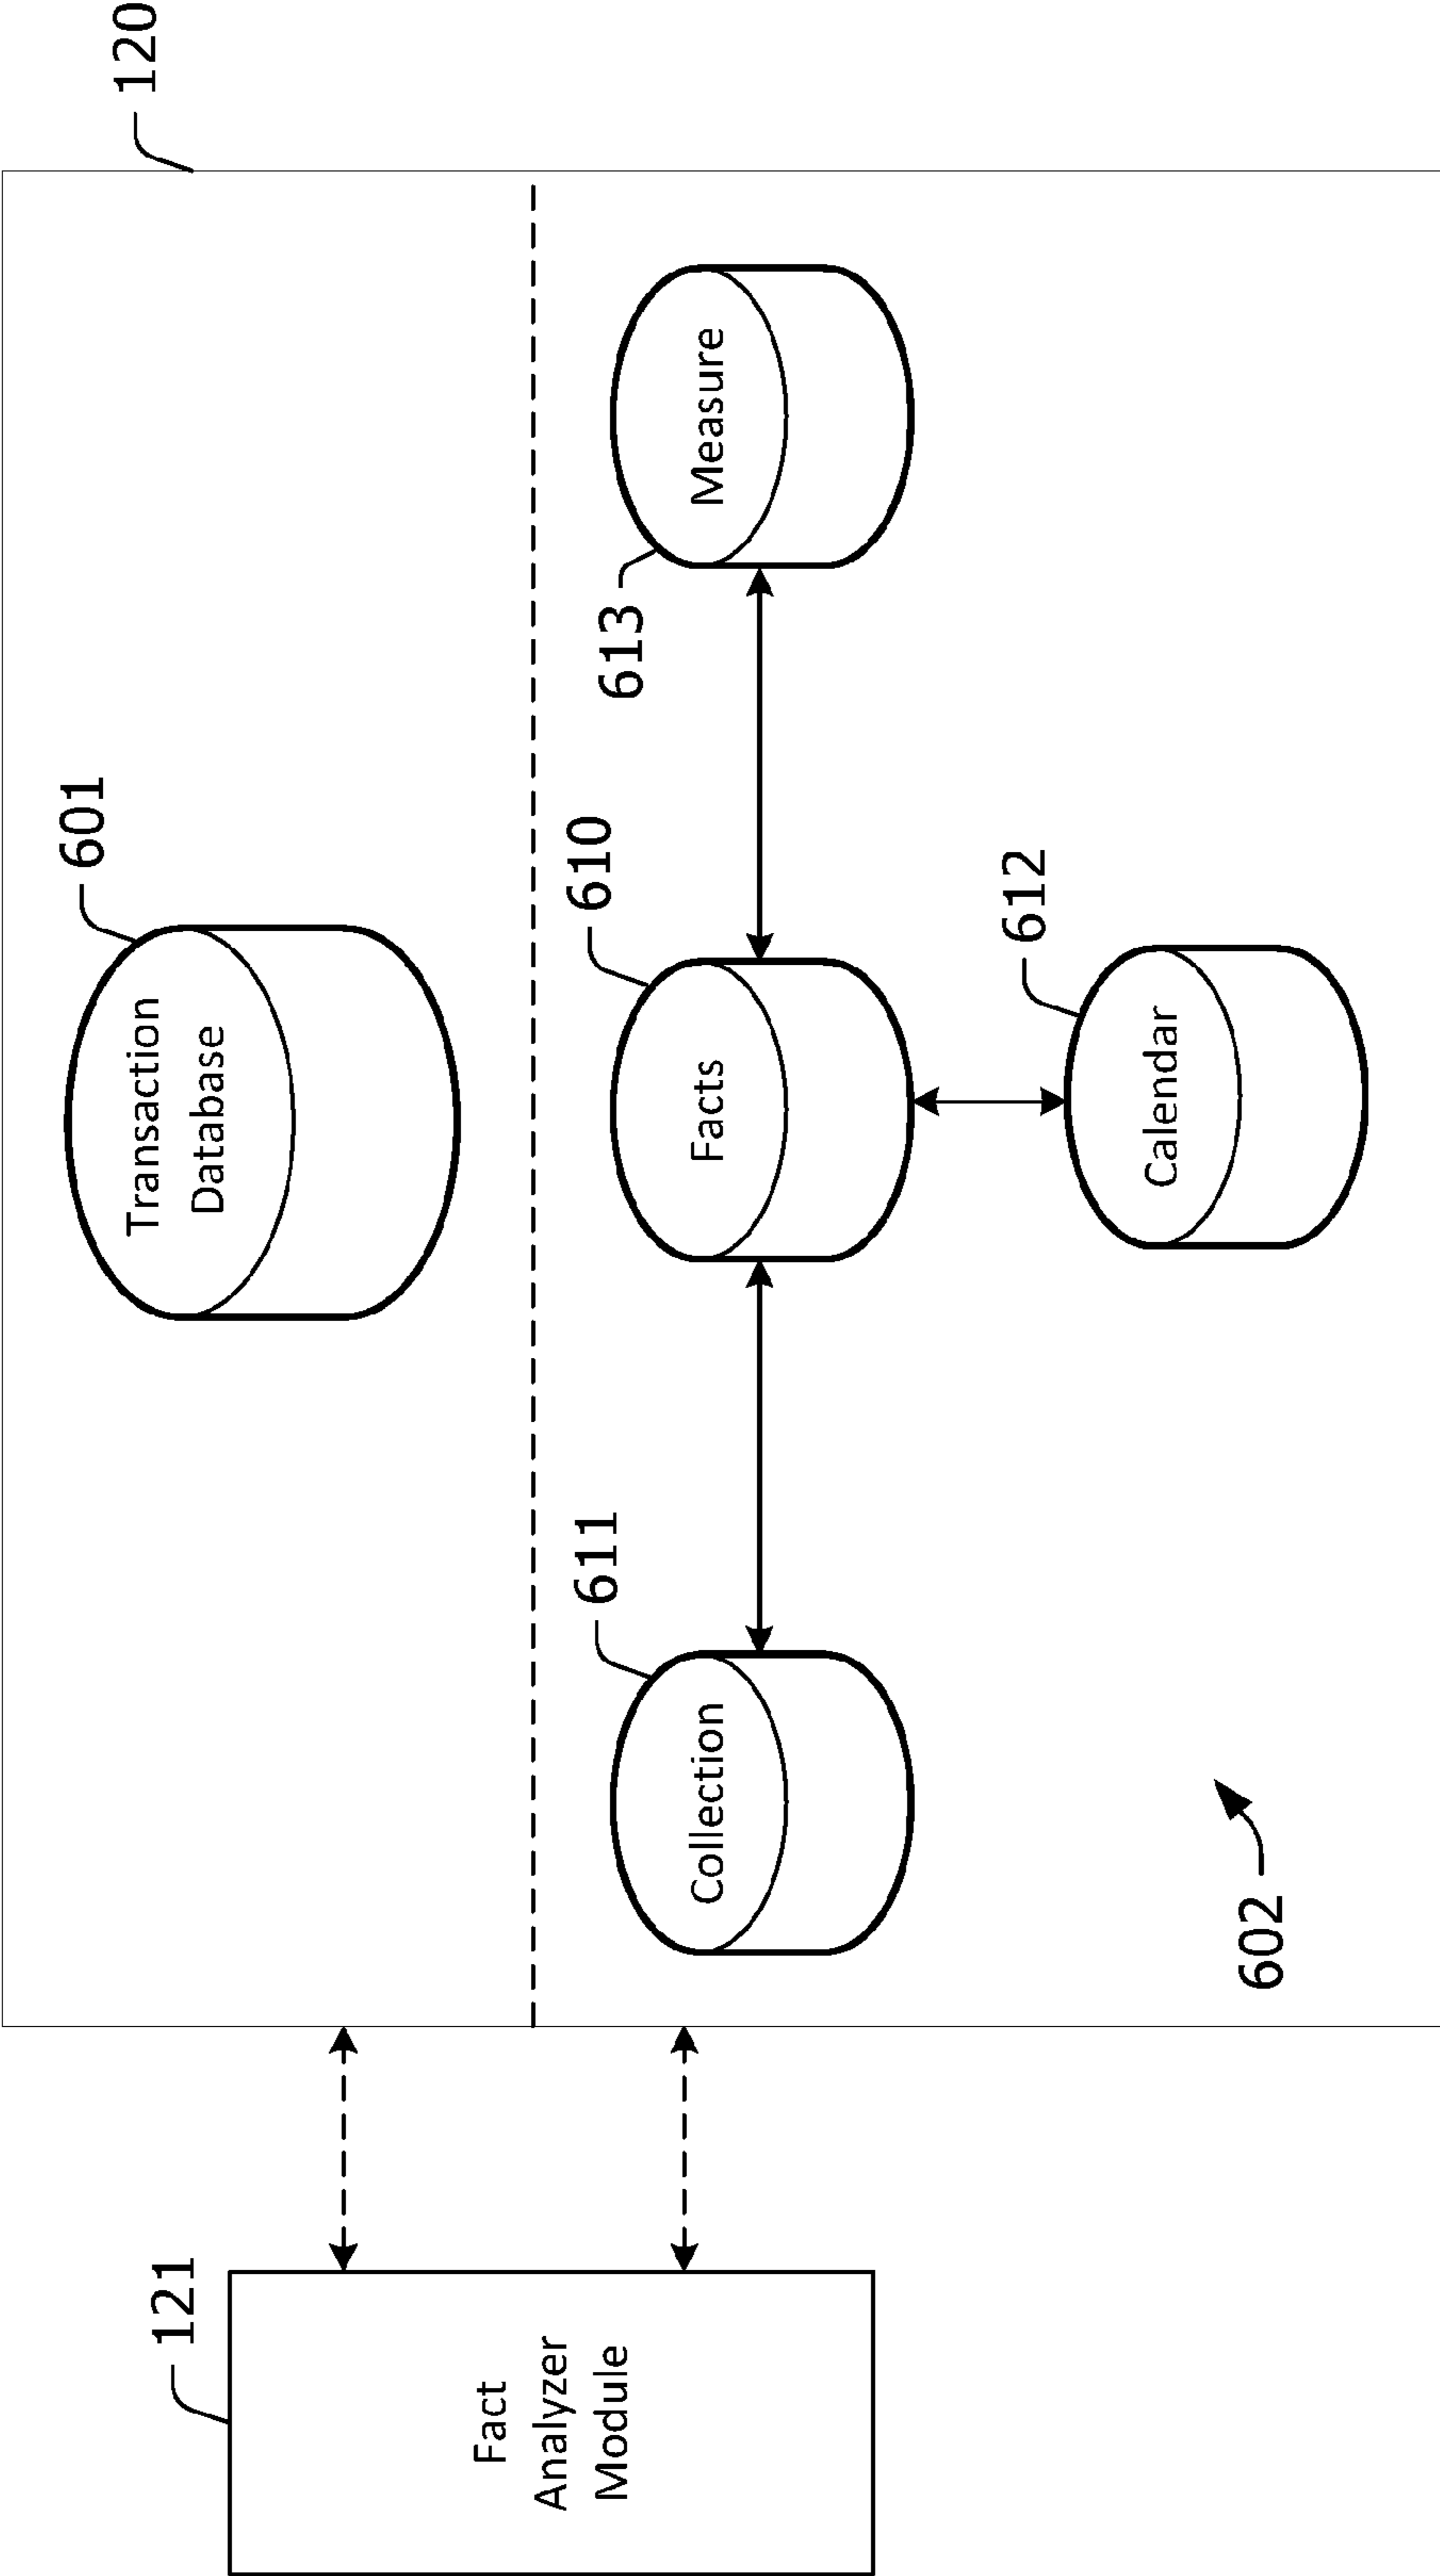 121
Fact
Analyzer
Module
120
601
Transaction
Database
611
Collection
610
Facts
613
Measure
612
Calendar
602